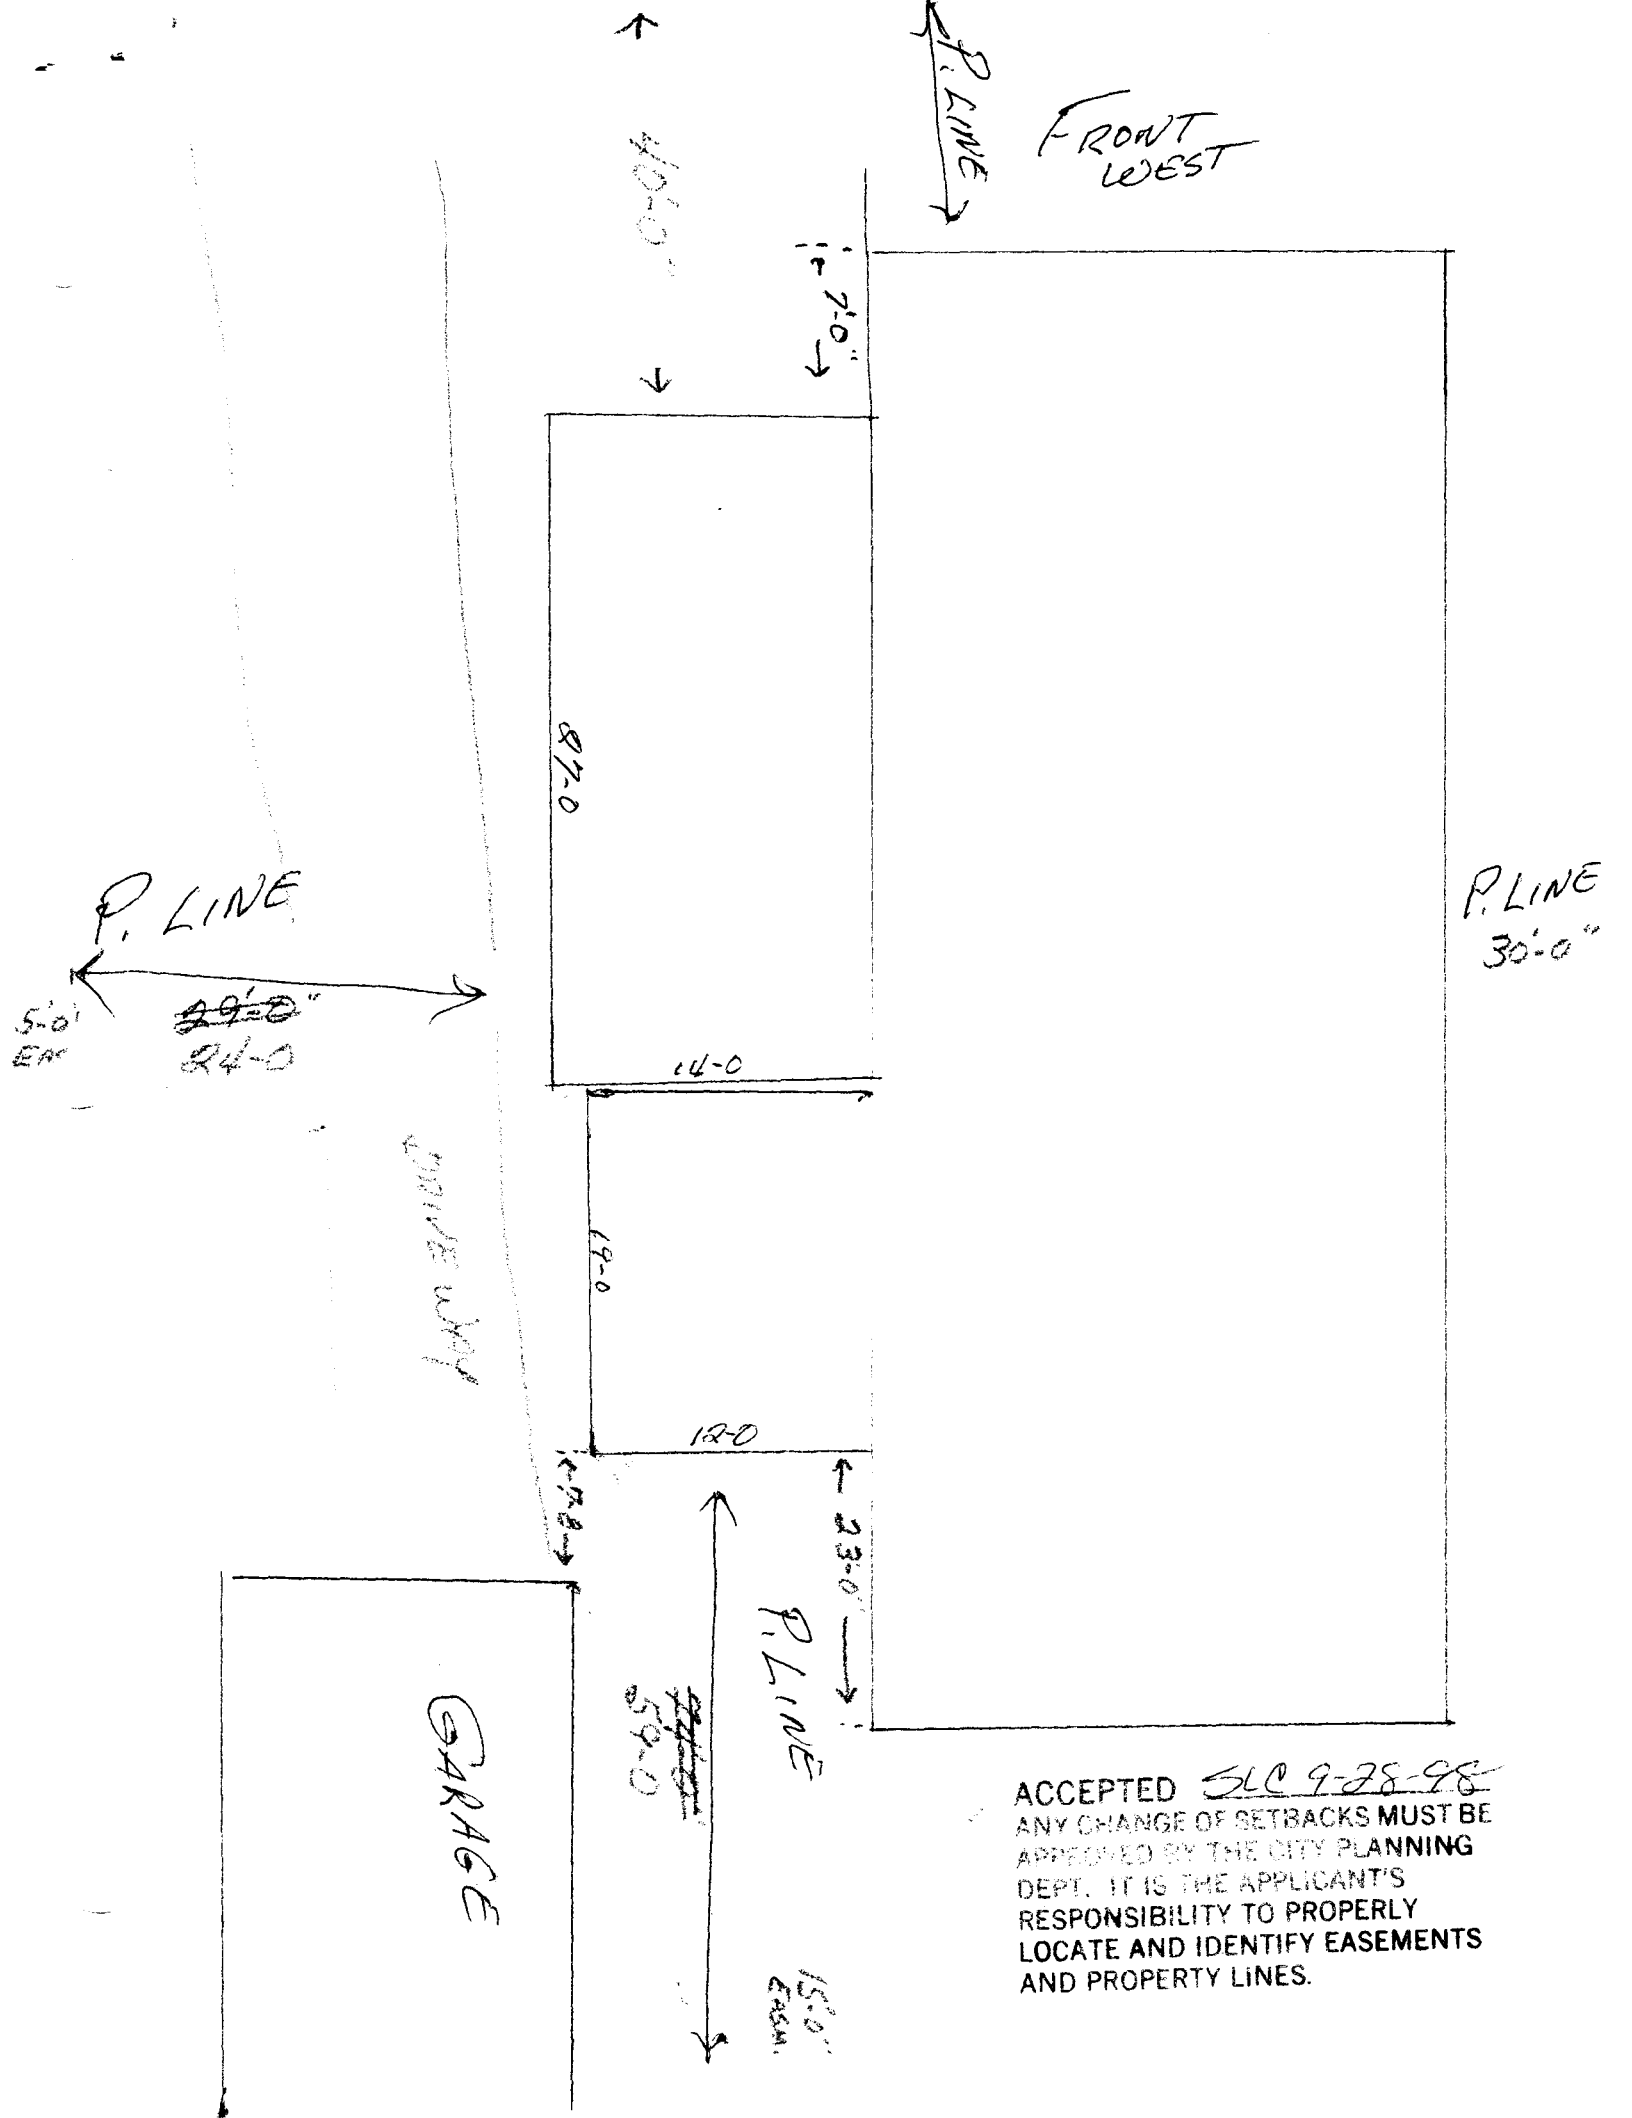 P. LINE
FRONT
WEST
40'-0"
7'-0"
87-0
P. LINE
5'-0'
24-0
P. LINE
30'-0"
14-0
DRIVE WAY
19-0
12-0
7-8
23'-0"
P. LINE
59-0
GARAGE
15'-0"
EASM.
ACCEPTED SLC 9-28-98
ANY CHANGE OF SETBACKS MUST BE
APPROVED BY THE CITY PLANNING
DEPT. IT IS THE APPLICANT'S
RESPONSIBILITY TO PROPERLY
LOCATE AND IDENTIFY EASEMENTS
AND PROPERTY LINES.